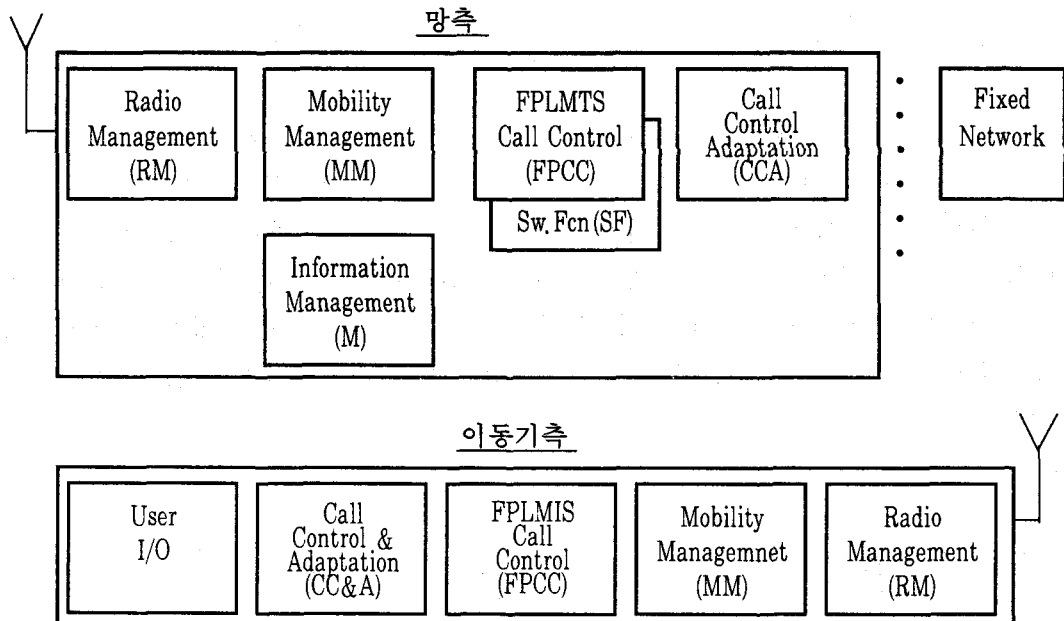 망측
Radio
Management
(RM)
Mobility
Management
(MM)
FPLMTS
Call Control
(FPCC)
Sw. Fcn(SF)
Call
Control
Adaptation
(CCA)
Fixed
Network
Information
Management
(M)
이동기측
User
I/O
Call
Control &
Adaptation
(CC&A)
FPLMIS
Call
Control
(FPCC)
Mobility
Managemnet
(MM)
Radio
Management
(RM)